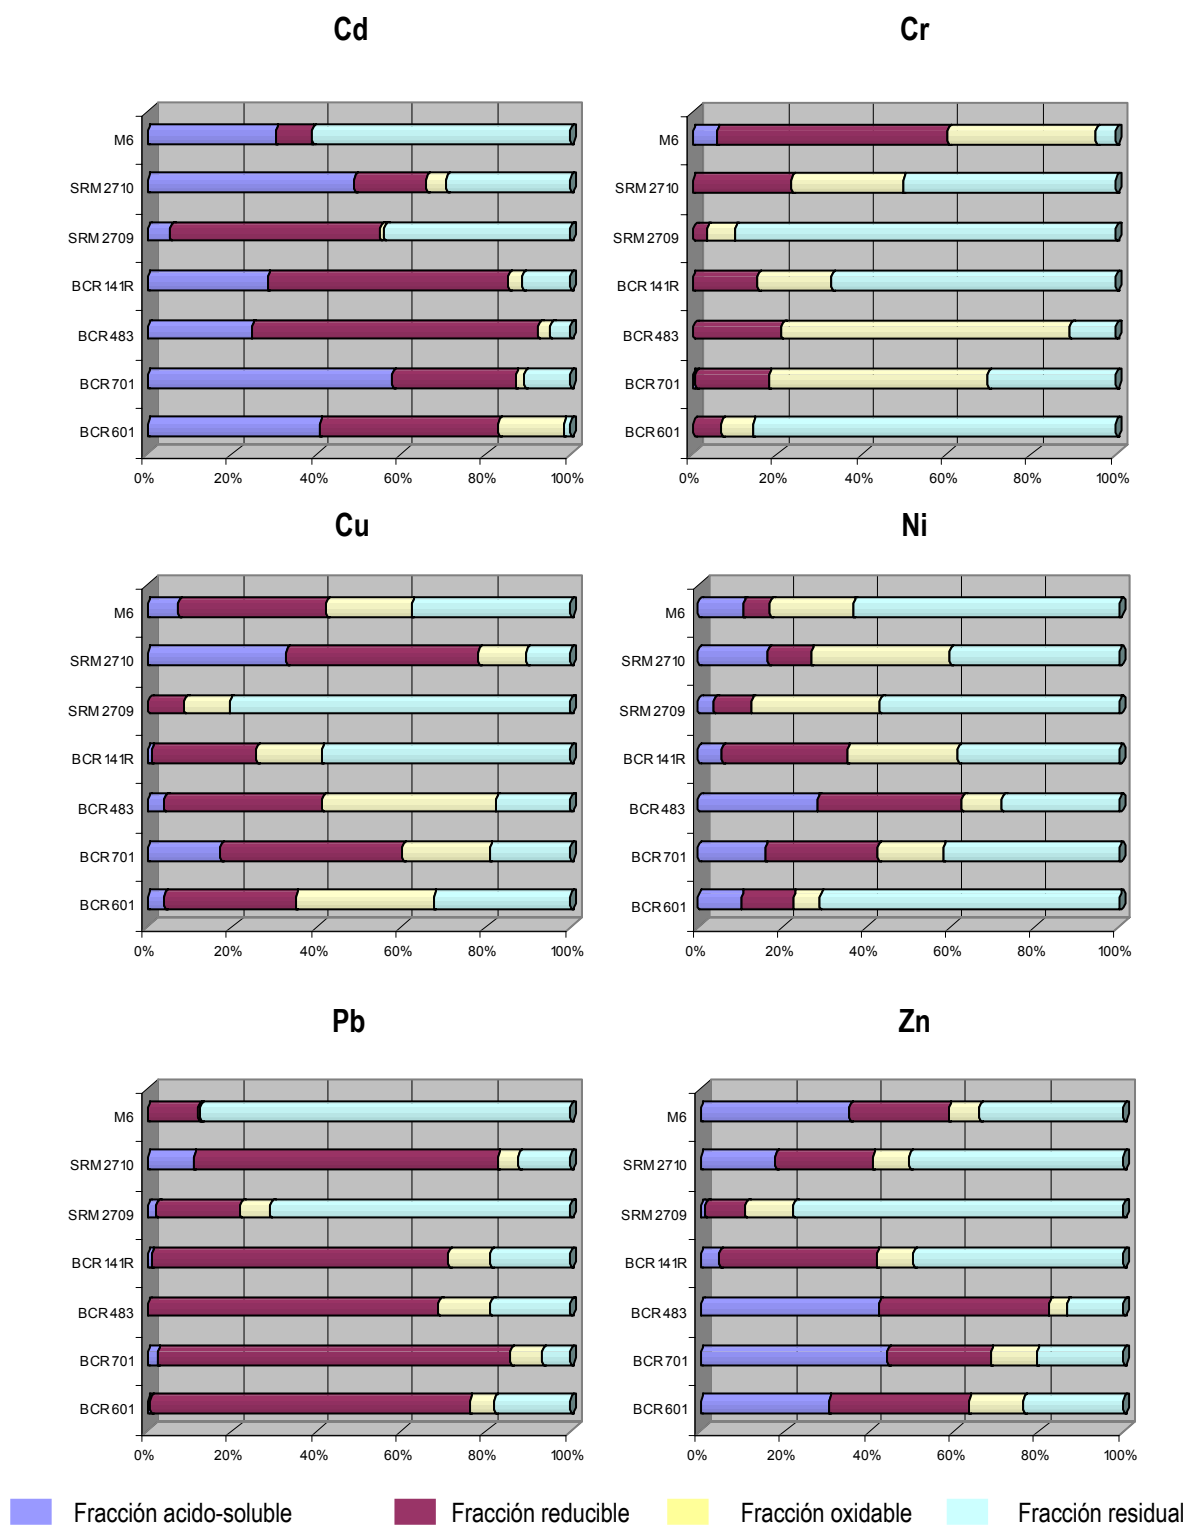 Cd
M6
SRM 2710
SRM 2709
BCR 141R
BCR 483
BCR 701
BCR 601
0% 20% 40% 60% 80% 100%
Cr
M6
SRM 2710
SRM 2709
BCR 141R
BCR 483
BCR 701
BCR 601
0% 20% 40% 60% 80% 100%
Cu
M6
SRM 2710
SRM 2709
BCR 141R
BCR 483
BCR 701
BCR 601
0% 20% 40% 60% 80% 100%
Ni
M6
SRM 2710
SRM 2709
BCR 141R
BCR 483
BCR 701
BCR 601
0% 20% 40% 60% 80% 100%
Pb
M6
SRM 2710
SRM 2709
BCR 141R
BCR 483
BCR 701
BCR 601
0% 20% 40% 60% 80% 100%
Zn
M6
SRM 2710
SRM 2709
BCR 141R
BCR 483
BCR 701
BCR 601
0% 20% 40% 60% 80% 100%
Fracción acido-soluble Fracción reducible Fracción oxidable Fracción residual